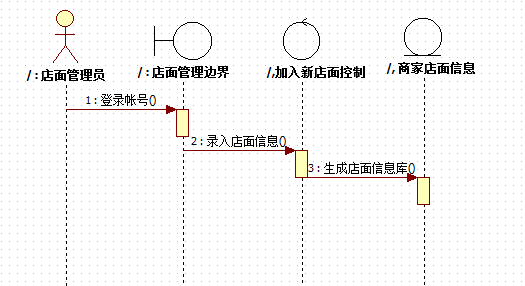 / : 店面管理员
/ : 店面管理边界
/,加入新店面控制
/,商家店面信息
1 : 登录帐号()
2 : 录入店面信息()
3 : 生成店面信息库()